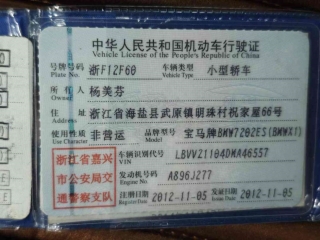 中华人民共和国机动车行驶证
Vehicle License of the People's Republic of China
号牌号码 浙F12F60 车辆类型 小型轿车
Plate No. Vehicle Type
所有人 杨美芬
Owner
住址 浙江省海盐县武原镇明珠村祝家屋66号
Address
使用性质 非营运 品牌型号 宝马牌BMW7202ES(BMWX1)
Use Character Model
浙江省嘉兴市公安局交通警察支队
车辆识别代号 LBVVZ1104DMA46557
VIN
发动机号码 A896J277
Engine No.
注册日期 2012-11-05 发证日期 2012-11-05
Register Date Issue Date